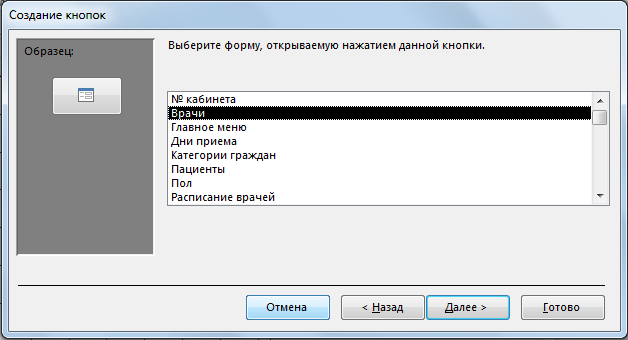 Создание кнопок
Образец:
Выберите форму, открываемую нажатием данной кнопки.
№ кабинета
Врачи
Главное меню
Дни приема
Категории граждан
Пациенты
Пол
Расписание врачей
Отмена
< Назад
Далее >
Готово